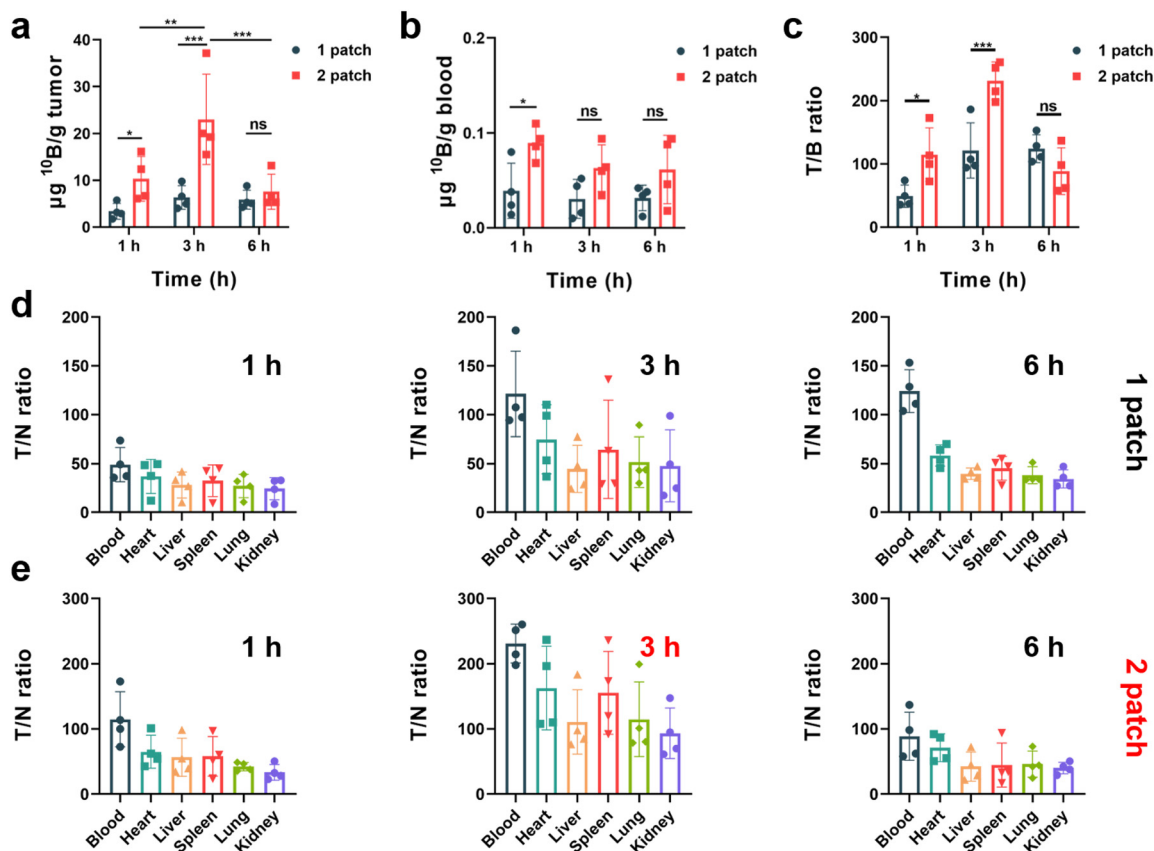 a
µg ¹⁰B/g tumor
40
30
20
10
0
** 
***
***
*
ns
1 patch
2 patch
1 h
3 h
6 h
Time (h)
b
µg ¹⁰B/g blood
0.2
0.1
0.0
*
ns
ns
1 patch
2 patch
1 h
3 h
6 h
Time (h)
c
T/B ratio
300
200
100
0
*
***
ns
1 patch
2 patch
1 h
3 h
6 h
Time (h)
d
T/N ratio
200
150
100
50
0
1 h
Blood
Heart
Liver
Spleen
Lung
Kidney
T/N ratio
200
150
100
50
0
3 h
Blood
Heart
Liver
Spleen
Lung
Kidney
T/N ratio
200
150
100
50
0
6 h
Blood
Heart
Liver
Spleen
Lung
Kidney
1 patch
e
T/N ratio
300
200
100
0
1 h
Blood
Heart
Liver
Spleen
Lung
Kidney
T/N ratio
300
200
100
0
3 h
Blood
Heart
Liver
Spleen
Lung
Kidney
T/N ratio
300
200
100
0
6 h
Blood
Heart
Liver
Spleen
Lung
Kidney
2 patch